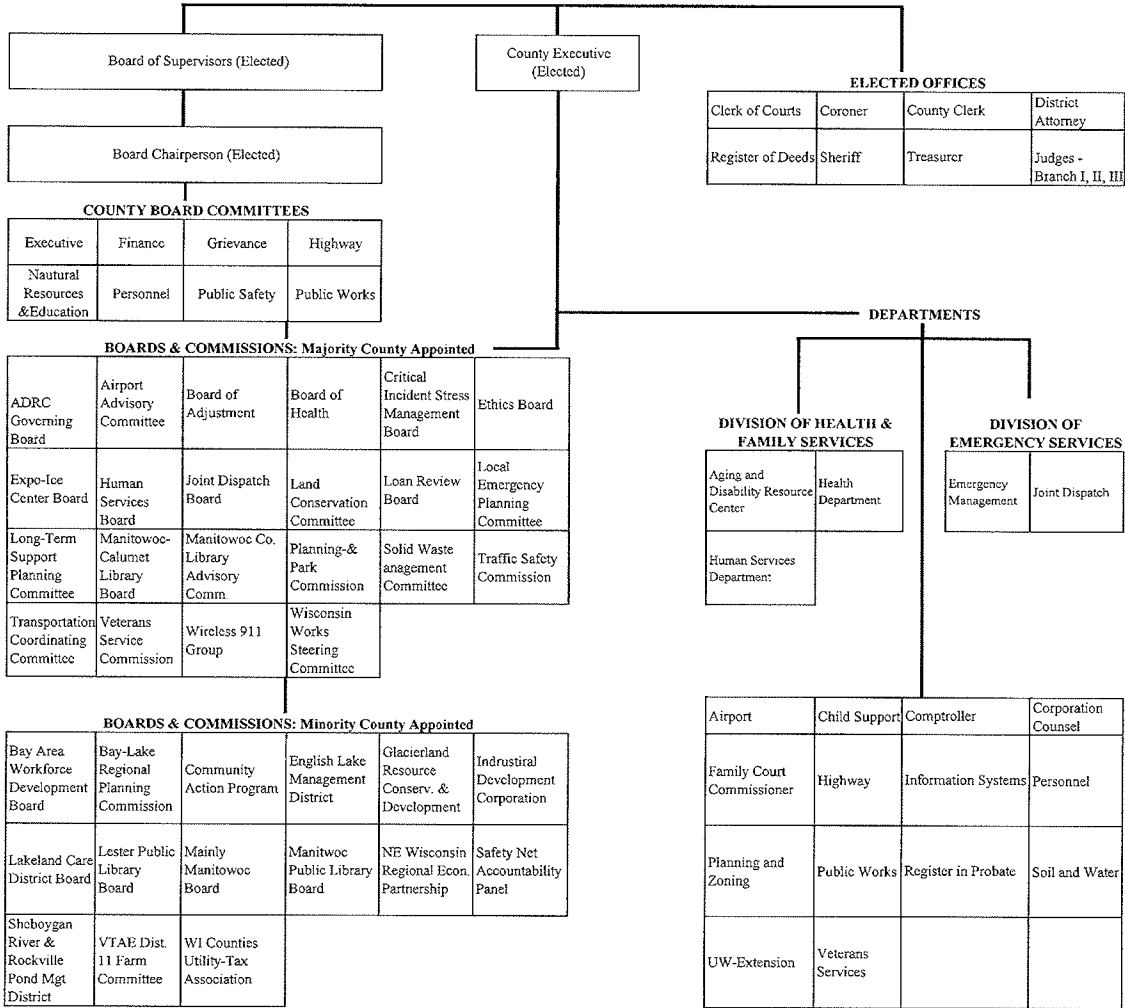 Board of Supervisors (Elected)
County Executive
(Elected)
ELECTED OFFICES
Clerk of Courts
Coroner
County Clerk
District
Attorney
Register of Deeds
Sheriff
Treasurer
Judges -
Branch I, II, III
Board Chairperson (Elected)
COUNTY BOARD COMMITTEES
Executive
Finance
Grievance
Highway
Nautural
Resources
&Education
Personnel
Public Safety
Public Works
BOARDS & COMMISSIONS: Majority County Appointed
ADRC
Governing
Board
Airport
Advisory
Committee
Board of
Adjustment
Board of
Health
Critical
Incident Stress
Management
Board
Ethics Board
Expo-Ice
Center Board
Human
Services
Board
Joint Dispatch
Board
Land
Conservation
Committee
Loan Review
Board
Local
Emergency
Planning
Committee
Long-Term
Support
Planning
Committee
Manitowoc-
Calumet
Library
Board
Manitowoc Co.
Library
Advisory
Comm.
Planning-&
Park
Commission
Solid Waste
anagement
Committee
Traffic Safety
Commission
Transportation
Coordinating
Committee
Veterans
Service
Commission
Wireless 911
Group
Wisconsin
Works
Steering
Committee
BOARDS & COMMISSIONS: Minority County Appointed
Bay Area
Workforce
Development
Board
Bay-Lake
Regional
Planning
Commission
Community
Action Program
English Lake
Management
District
Glacierland
Resource
Conserv. &
Development
Indrustiral
Development
Corporation
Lakeland Care
District Board
Lester Public
Library
Board
Mainly
Manitowoc
Board
Manitwoc
Public Library
Board
NE Wisconsin
Regional Econ.
Partnership
Safety Net
Accountability
Panel
Sheboygan
River &
Rockville
Pond Mgt
District
VTAE Dist.
11 Farm
Committee
WI Counties
Utility-Tax
Association
DEPARTMENTS
DIVISION OF HEALTH &
FAMILY SERVICES
Aging and
Disability Resource
Center
Health
Department
Human Services
Department
DIVISION OF
EMERGENCY SERVICES
Emergency
Management
Joint Dispatch
Airport
Child Support
Comptroller
Corporation
Counsel
Family Court
Commissioner
Highway
Information Systems
Personnel
Planning and
Zoning
Public Works
Register in Probate
Soil and Water
UW-Extension
Veterans
Services